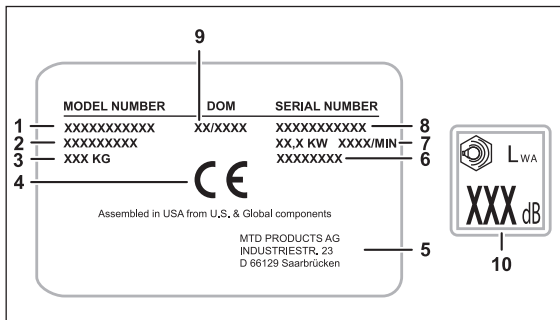 9
MODEL NUMBER DOM SERIAL NUMBER
1 XXXXXXXXXXX XX/XXXX XXXXXXXXXXX 8
2 XXXXXXXXX XX,X KW XXXX/MIN 7
3 XXX KG XXXXXXXX 6
4 CE
Assembled in USA from U.S. & Global components
MTD PRODUCTS AG
INDUSTRIESTR. 23 5
D 66129 Saarbrücken
LWA
XXX dB
10